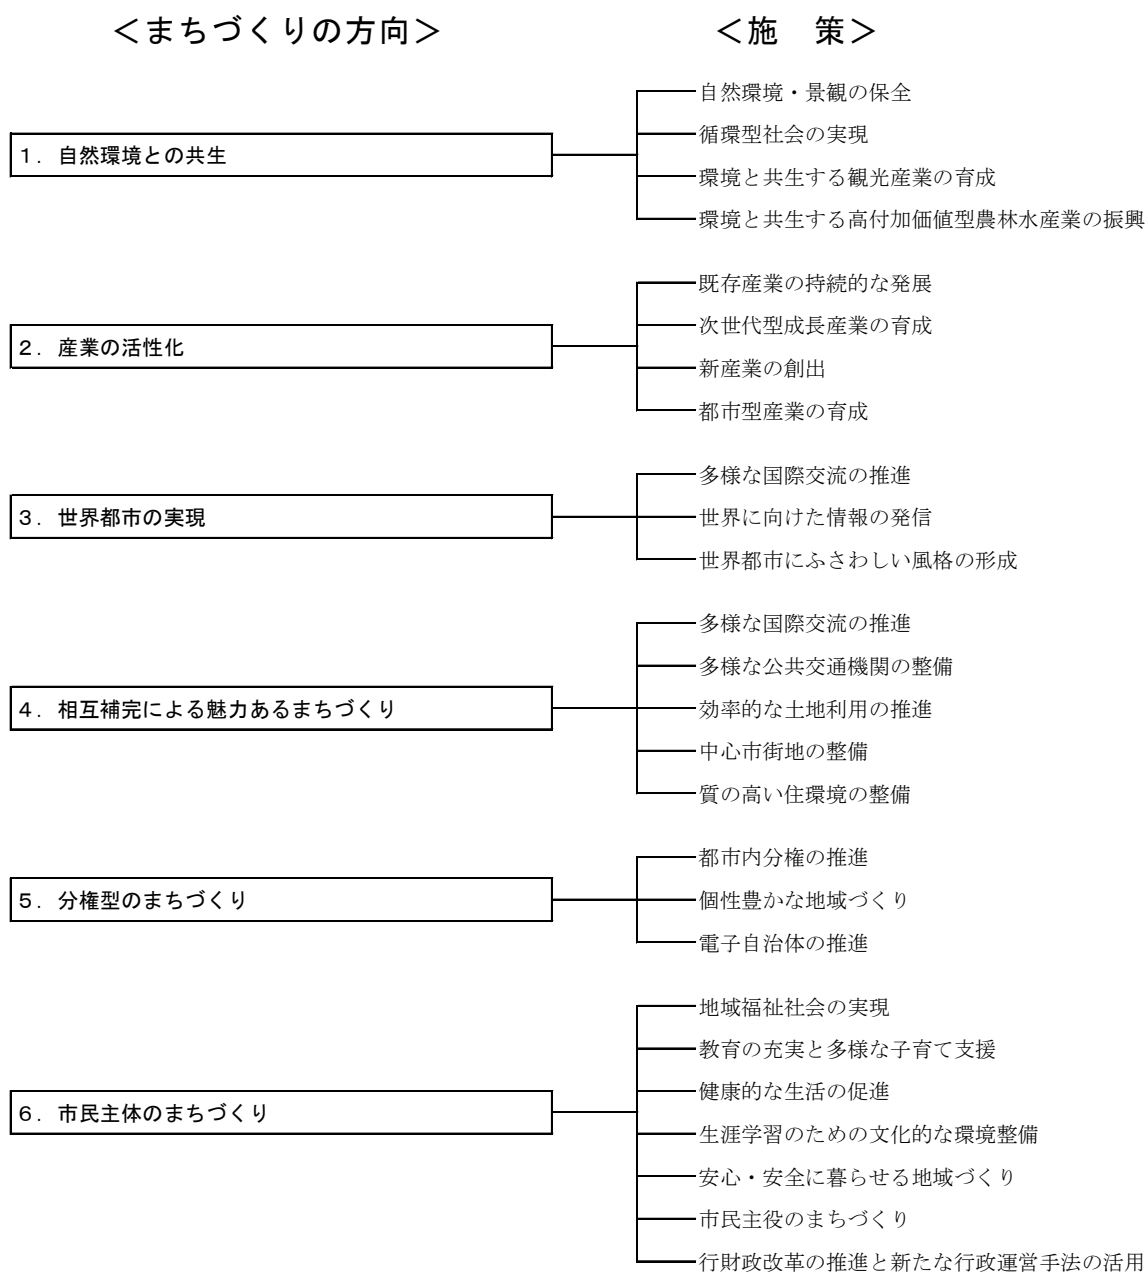 ＜まちづくりの方向＞
＜施　策＞
１．自然環境との共生
自然環境・景観の保全
循環型社会の実現
環境と共生する観光産業の育成
環境と共生する高付加価値型農林水産業の振興
２．産業の活性化
既存産業の持続的な発展
次世代型成長産業の育成
新産業の創出
都市型産業の育成
３．世界都市の実現
多様な国際交流の推進
世界に向けた情報の発信
世界都市にふさわしい風格の形成
４．相互補完による魅力あるまちづくり
多様な国際交流の推進
多様な公共交通機関の整備
効率的な土地利用の推進
中心市街地の整備
質の高い住環境の整備
５．分権型のまちづくり
都市内分権の推進
個性豊かな地域づくり
電子自治体の推進
６．市民主体のまちづくり
地域福祉社会の実現
教育の充実と多様な子育て支援
健康的な生活の促進
生涯学習のための文化的な環境整備
安心・安全に暮らせる地域づくり
市民主役のまちづくり
行財政改革の推進と新たな行政運営手法の活用